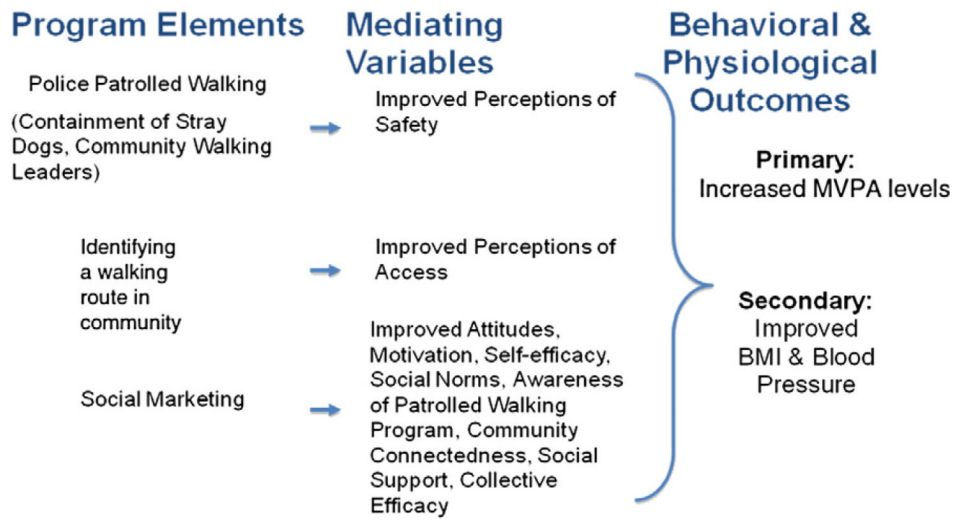 Program Elements
Police Patrolled Walking
(Containment of Stray
Dogs, Community Walking
Leaders)
Identifying
a walking
route in
community
Social Marketing
Mediating
Variables
Improved Perceptions of
Safety
Improved Perceptions of
Access
Improved Attitudes,
Motivation, Self-efficacy,
Social Norms, Awareness
of Patrolled Walking
Program, Community
Connectedness, Social
Support, Collective
Efficacy
Behavioral &
Physiological
Outcomes
Primary:
Increased MVPA levels
Secondary:
Improved
BMI & Blood
Pressure